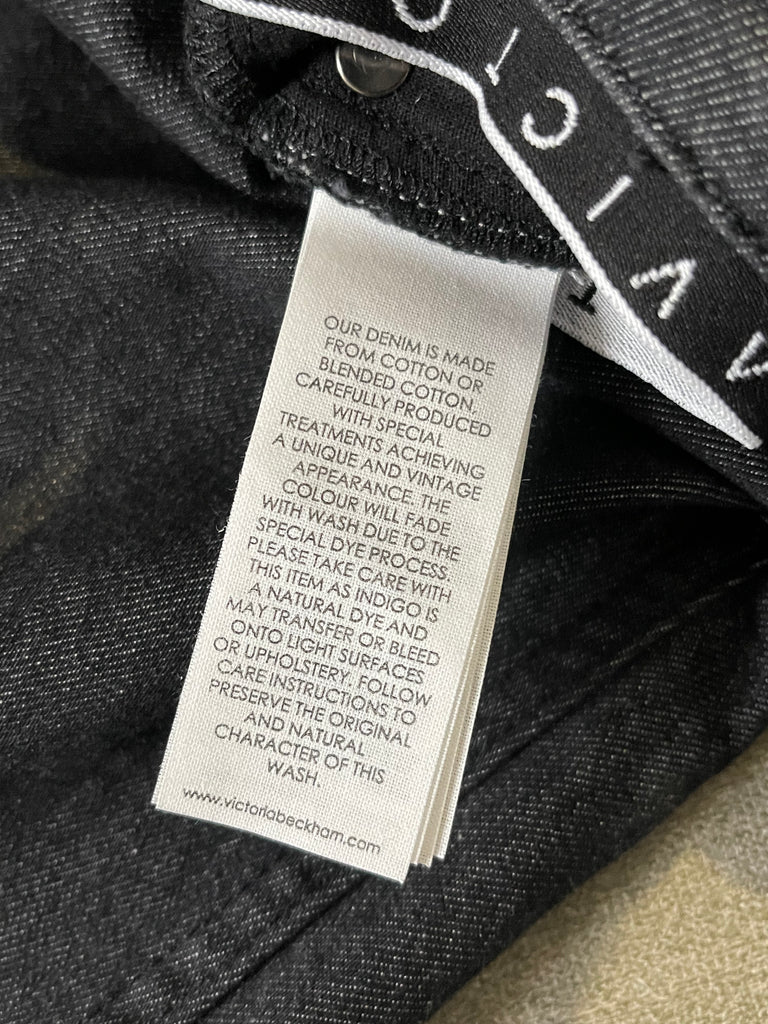 VICT
OUR DENIM IS MADE
FROM COTTON OR
BLENDED COTTON,
CAREFULLY PRODUCED
WITH SPECIAL
TREATMENTS ACHIEVING
A UNIQUE AND VINTAGE
APPEARANCE. THE
COLOUR WILL FADE
WITH WASH DUE TO THE
SPECIAL DYE PROCESS.
PLEASE TAKE CARE WITH
THIS ITEM AS INDIGO IS
A NATURAL DYE AND
MAY TRANSFER OR BLEED
ONTO LIGHT SURFACES
OR UPHOLSTERY. FOLLOW
CARE INSTRUCTIONS TO
PRESERVE THE ORIGINAL
AND NATURAL
CHARACTER OF THIS
WASH.
www.victoriabeckham.com